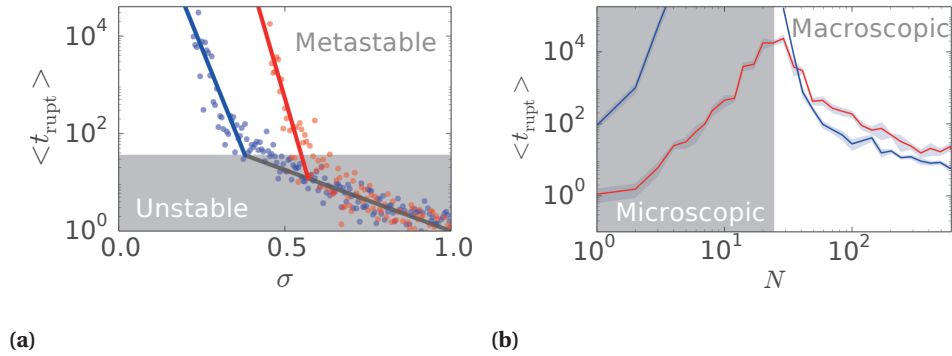 10⁴
10²
10⁰
<t_rupt>
Metastable
Unstable
0.0
0.5
1.0
σ
(a)
10⁴
10²
10⁰
<t_rupt>
Macroscopic
Microscopic
10⁰
10¹
10²
N
(b)